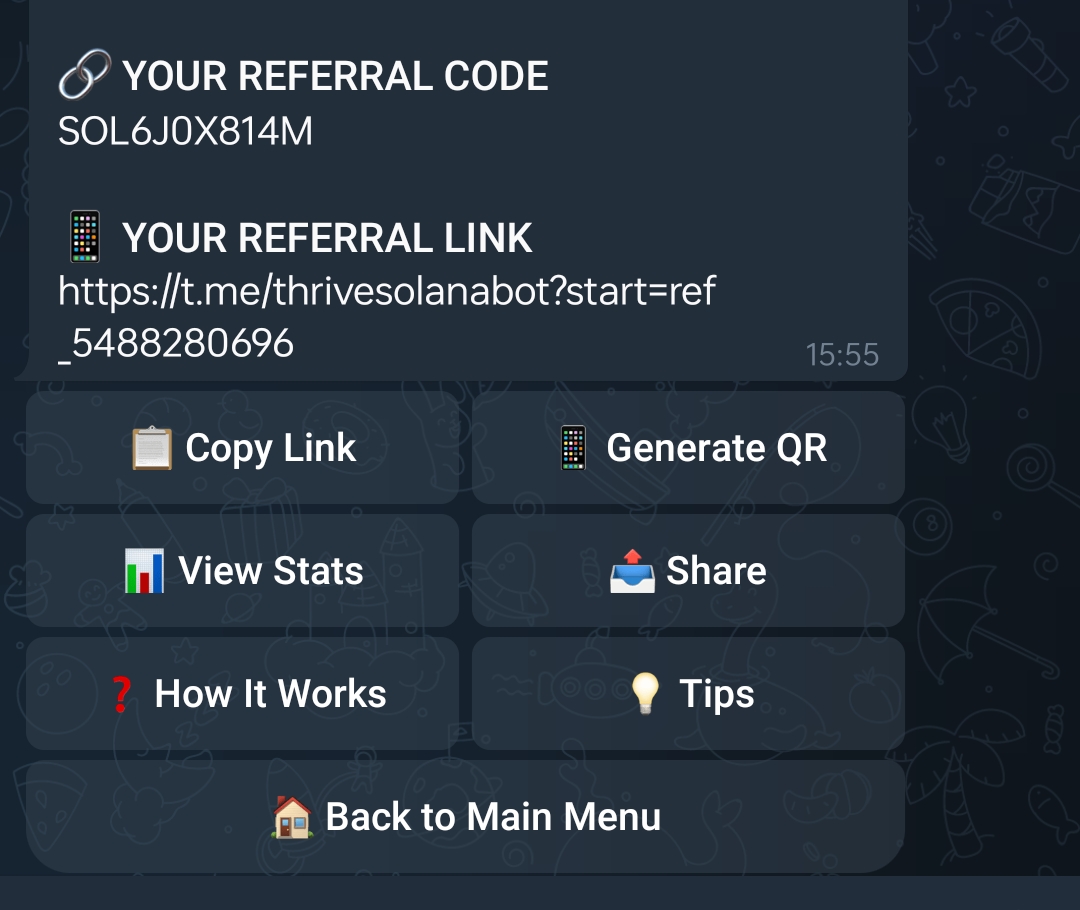 🔗 YOUR REFERRAL CODE
SOL6J0X814M
📱 YOUR REFERRAL LINK
https://t.me/thrivesolanabot?start=ref
_5488280696
15:55
📋 Copy Link
📱 Generate QR
📊 View Stats
📤 Share
❓ How It Works
💡 Tips
🏠 Back to Main Menu